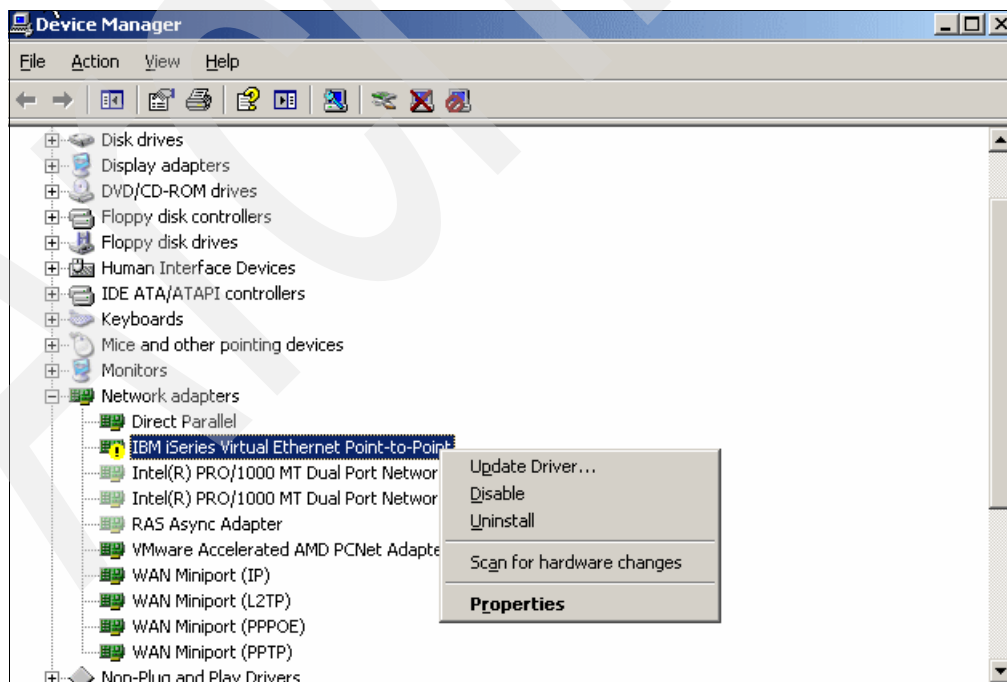 Device Manager
File Action View Help
Disk drives
Display adapters
DVD/CD-ROM drives
Floppy disk controllers
Floppy disk drives
Human Interface Devices
IDE ATA/ATAPI controllers
Keyboards
Mice and other pointing devices
Monitors
Network adapters
Direct Parallel
IBM iSeries Virtual Ethernet Point-to-Point
Intel(R) PRO/1000 MT Dual Port Networ
Intel(R) PRO/1000 MT Dual Port Networ
RAS Async Adapter
VMware Accelerated AMD PCNet Adapte
WAN Miniport (IP)
WAN Miniport (L2TP)
WAN Miniport (PPPOE)
WAN Miniport (PPTP)
Non-Plug and Play Drivers
Update Driver...
Disable
Uninstall
Scan for hardware changes
Properties